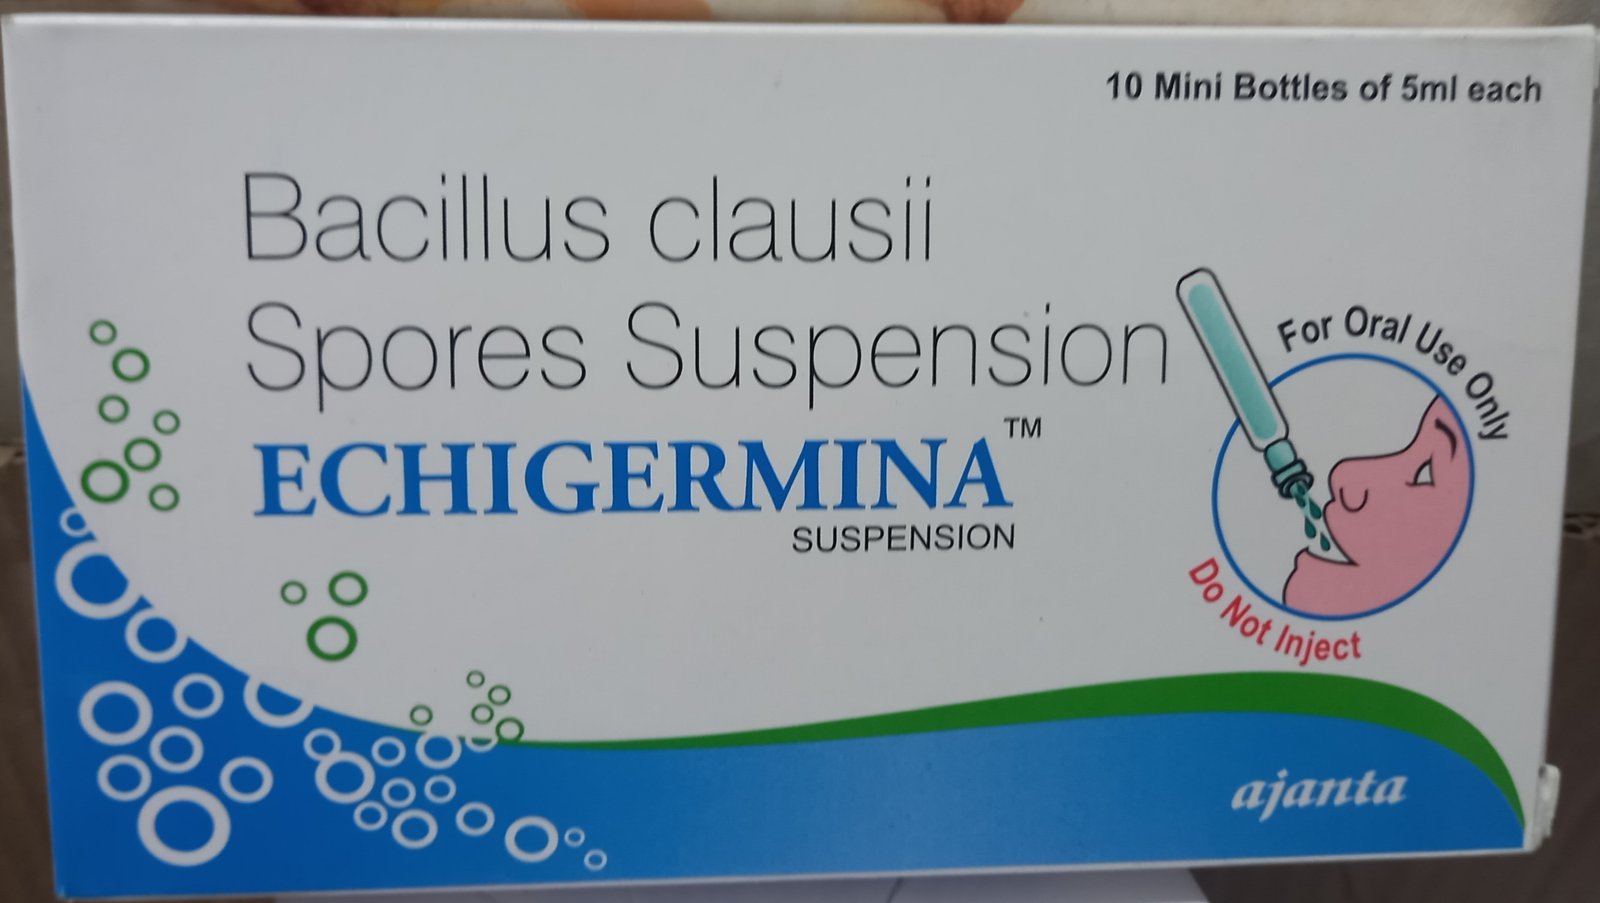 10 Mini Bottles of 5ml each
Bacillus clausii
Spores Suspension
ECHIGERMINA™
SUSPENSION
For Oral Use Only
Do Not Inject
ajanta